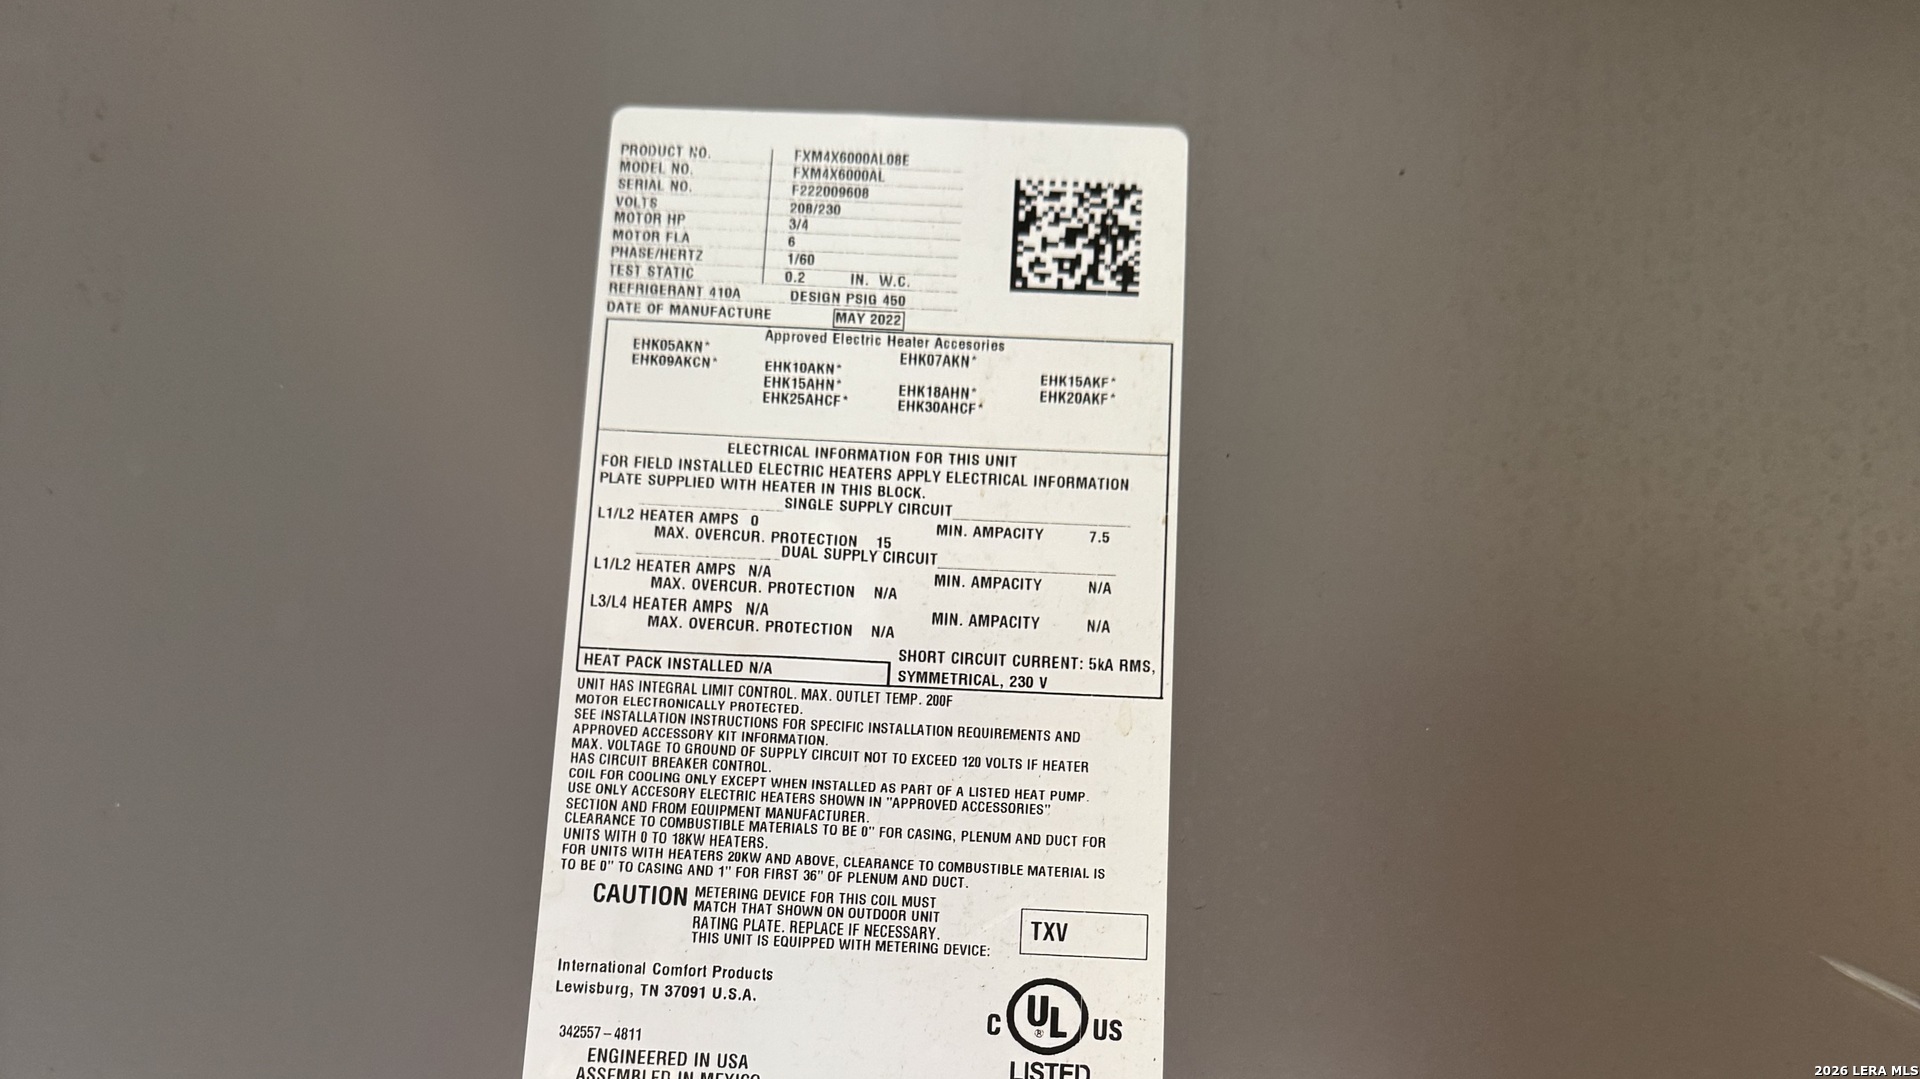 PRODUCT NO. FXM4X6000AL08E
MODEL NO. FXM4X6000AL
SERIAL NO. F222009608
VOLTS 208/230
MOTOR HP 3/4
MOTOR FLA 6
PHASE/HERTZ 1/60
TEST STATIC 0.2 IN. W.C.
REFRIGERANT 410A DESIGN PSIG 450
DATE OF MANUFACTURE MAY 2022
Approved Electric Heater Accesories
EHK05AKN* EHK07AKN*
EHK09AKCN* EHK10AKN* EHK15AKF*
EHK15AHN* EHK18AHN* EHK20AKF*
EHK25AHCF* EHK30AHCF*
ELECTRICAL INFORMATION FOR THIS UNIT
FOR FIELD INSTALLED ELECTRIC HEATERS APPLY ELECTRICAL INFORMATION
PLATE SUPPLIED WITH HEATER IN THIS BLOCK.
SINGLE SUPPLY CIRCUIT
L1/L2 HEATER AMPS 0 MIN. AMPACITY 7.5
MAX. OVERCUR. PROTECTION 15
DUAL SUPPLY CIRCUIT
L1/L2 HEATER AMPS N/A MIN. AMPACITY N/A
MAX. OVERCUR. PROTECTION N/A
L3/L4 HEATER AMPS N/A MIN. AMPACITY N/A
MAX. OVERCUR. PROTECTION N/A
HEAT PACK INSTALLED N/A
SHORT CIRCUIT CURRENT: 5kA RMS,
SYMMETRICAL, 230 V
UNIT HAS INTEGRAL LIMIT CONTROL. MAX. OUTLET TEMP. 200F
MOTOR ELECTRONICALLY PROTECTED.
SEE INSTALLATION INSTRUCTIONS FOR SPECIFIC INSTALLATION REQUIREMENTS AND
APPROVED ACCESSORY KIT INFORMATION.
MAX. VOLTAGE TO GROUND OF SUPPLY CIRCUIT NOT TO EXCEED 120 VOLTS IF HEATER
HAS CIRCUIT BREAKER CONTROL.
COIL FOR COOLING ONLY EXCEPT WHEN INSTALLED AS PART OF A LISTED HEAT PUMP.
USE ONLY ACCESORY ELECTRIC HEATERS SHOWN IN "APPROVED ACCESSORIES"
SECTION AND FROM EQUIPMENT MANUFACTURER.
CLEARANCE TO COMBUSTIBLE MATERIALS TO BE 0" FOR CASING, PLENUM AND DUCT FOR
UNITS WITH 0 TO 18KW HEATERS.
FOR UNITS WITH HEATERS 20KW AND ABOVE, CLEARANCE TO COMBUSTIBLE MATERIAL IS
TO BE 0" TO CASING AND 1" FOR FIRST 36" OF PLENUM AND DUCT.
CAUTION METERING DEVICE FOR THIS COIL MUST
MATCH THAT SHOWN ON OUTDOOR UNIT
RATING PLATE. REPLACE IF NECESSARY.
THIS UNIT IS EQUIPPED WITH METERING DEVICE:
TXV
International Comfort Products
Lewisburg, TN 37091 U.S.A.
C UL ® US
LISTED
342557-4811
ENGINEERED IN USA
ASSEMBLED IN MEXICO
2026 LERA MLS